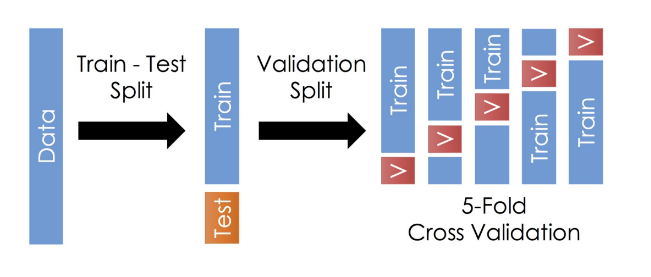 Data
Train - Test
Split
Train
Test
Validation
Split
Train
V
Train
V
Train
V
V
Train
V
Train
5-Fold
Cross Validation